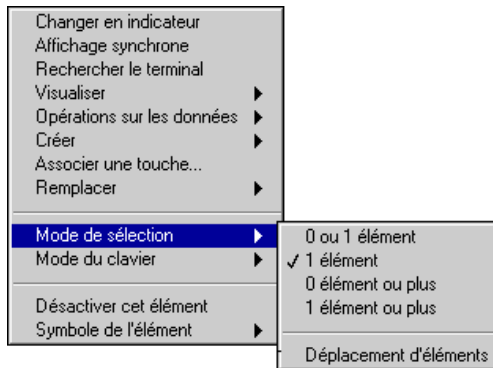 Changer en indicateur
Affichage synchrone
Rechercher le terminal
Visualiser
Opérations sur les données
Créer
Associer une touche...
Remplacer
Mode de sélection
Mode du clavier
Désactiver cet élément
Symbole de l'élément
0 ou 1 élément
1 élément
0 élément ou plus
1 élément ou plus
Déplacement d'éléments